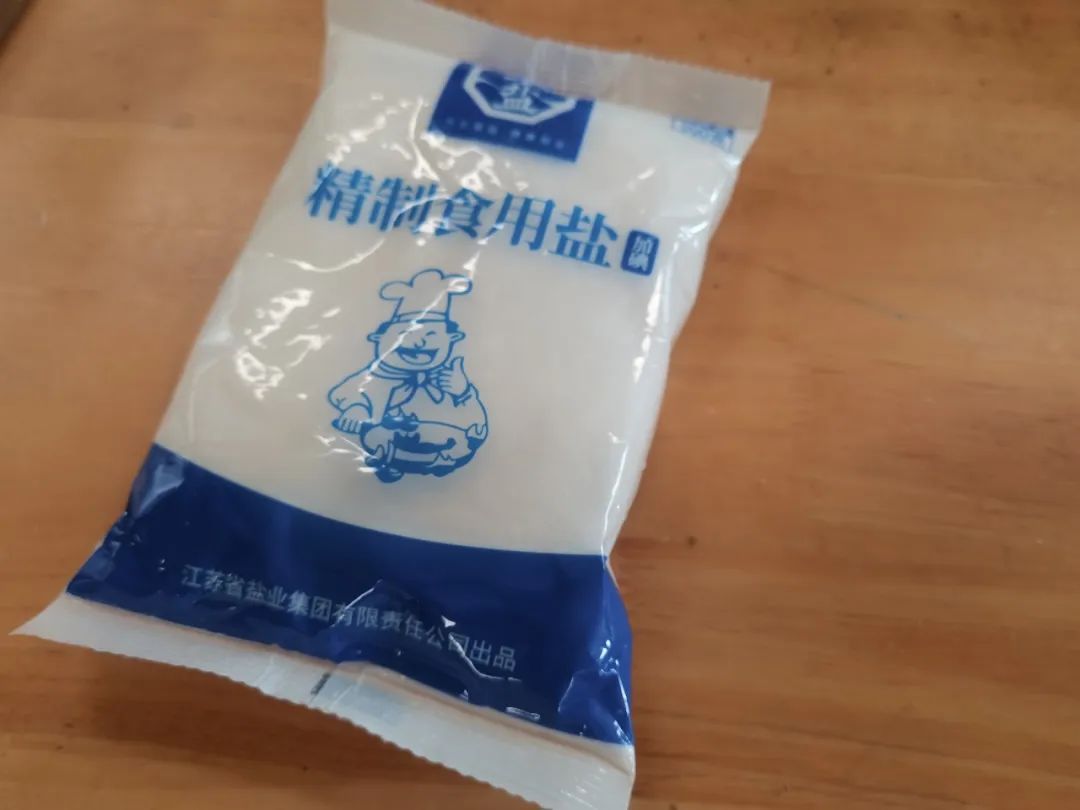 盐
精制食用盐
加碘
江苏省盐业集团有限责任公司出品